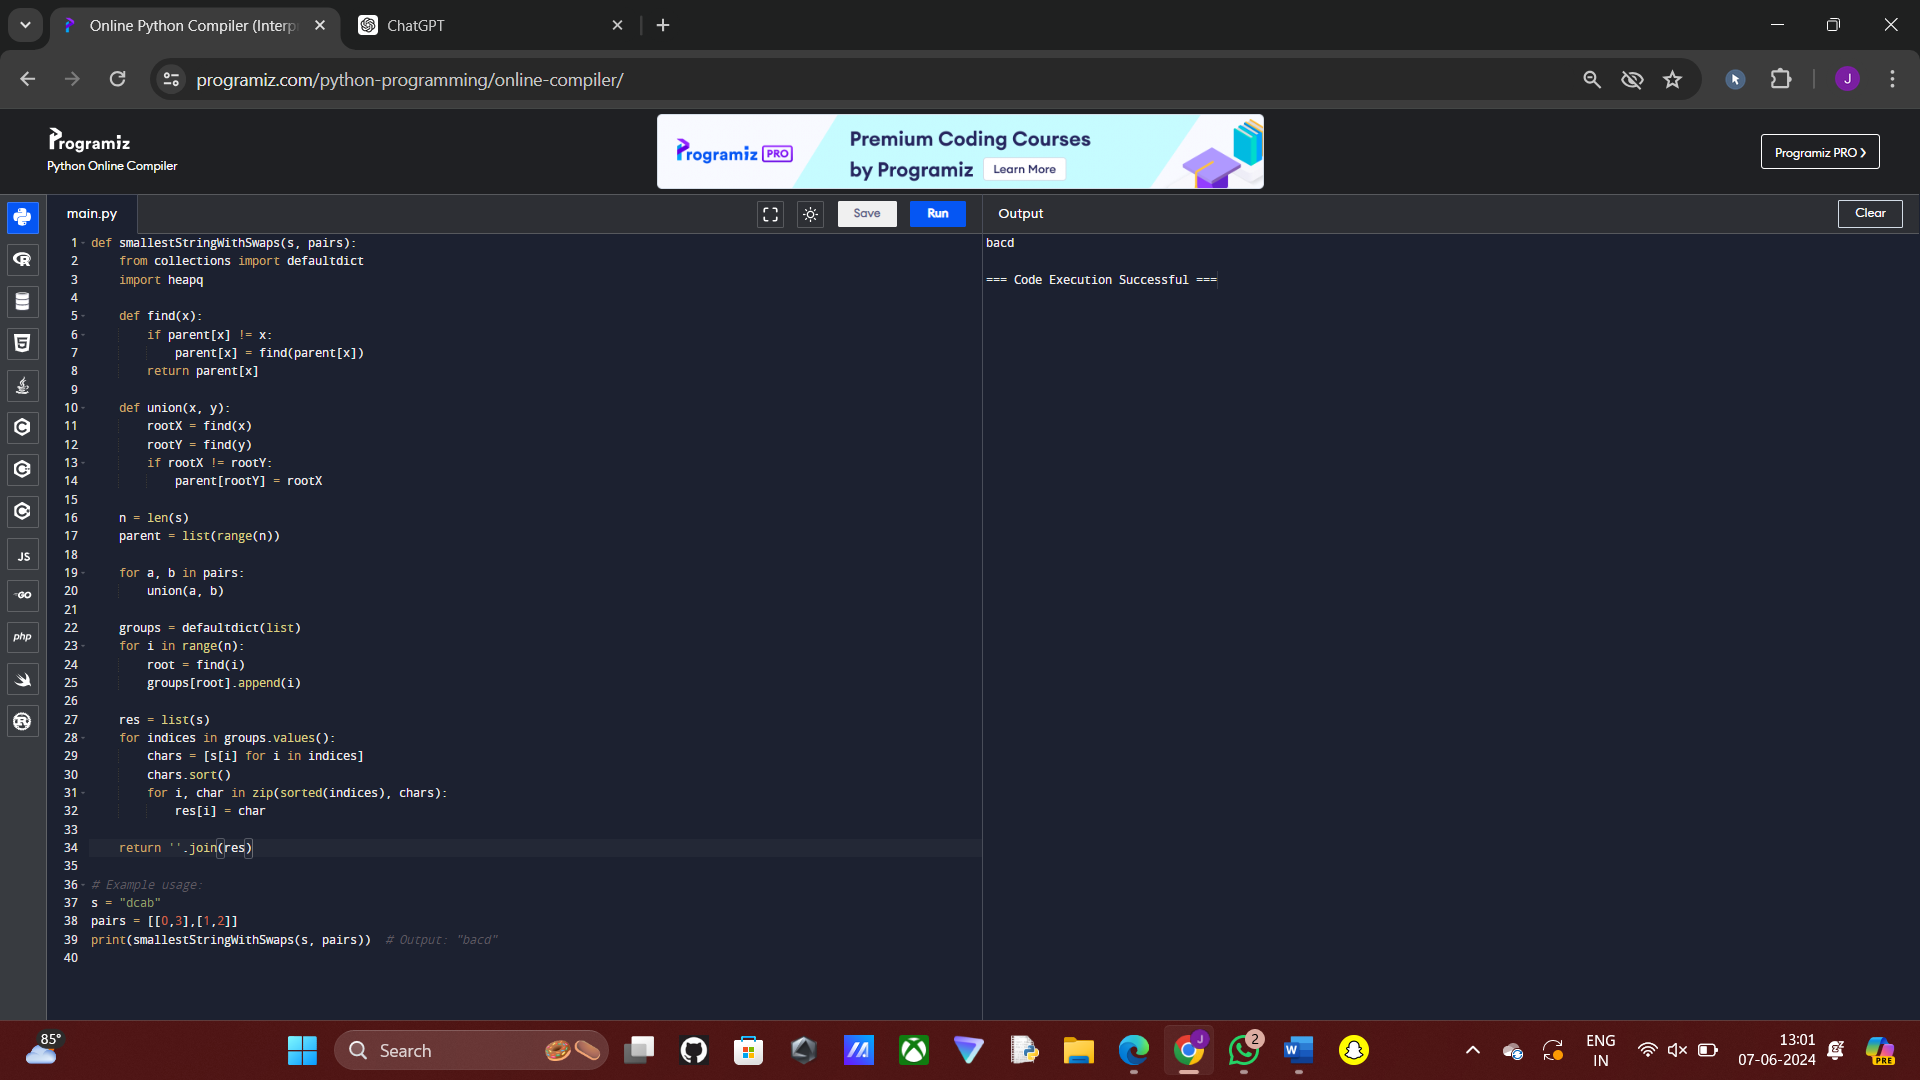 Online Python Compiler (Interp
ChatGPT
programiz.com/python-programming/online-compiler/
J
Programiz
Python Online Compiler
Programiz PRO
Premium Coding Courses
by Programiz Learn More
Programiz PRO
main.py
Save
Run
Output
Clear
1 def smallestStringWithSwaps(s, pairs):
2     from collections import defaultdict
3     import heapq
4
5     def find(x):
6         if parent[x] != x:
7             parent[x] = find(parent[x])
8         return parent[x]
9
10     def union(x, y):
11         rootX = find(x)
12         rootY = find(y)
13         if rootX != rootY:
14             parent[rootY] = rootX
15
16     n = len(s)
17     parent = list(range(n))
18
19     for a, b in pairs:
20         union(a, b)
21
22     groups = defaultdict(list)
23     for i in range(n):
24         root = find(i)
25         groups[root].append(i)
26
27     res = list(s)
28     for indices in groups.values():
29         chars = [s[i] for i in indices]
30         chars.sort()
31         for i, char in zip(sorted(indices), chars):
32             res[i] = char
33
34     return ''.join(res)
35
36 # Example usage:
37 s = "dcab"
38 pairs = [[0,3],[1,2]]
39 print(smallestStringWithSwaps(s, pairs))  # Output: "bacd"
40
bacd
=== Code Execution Successful ===
JS
GO
php
85°
Search
J
2
W
ENG
IN
13:01
07-06-2024
PRE